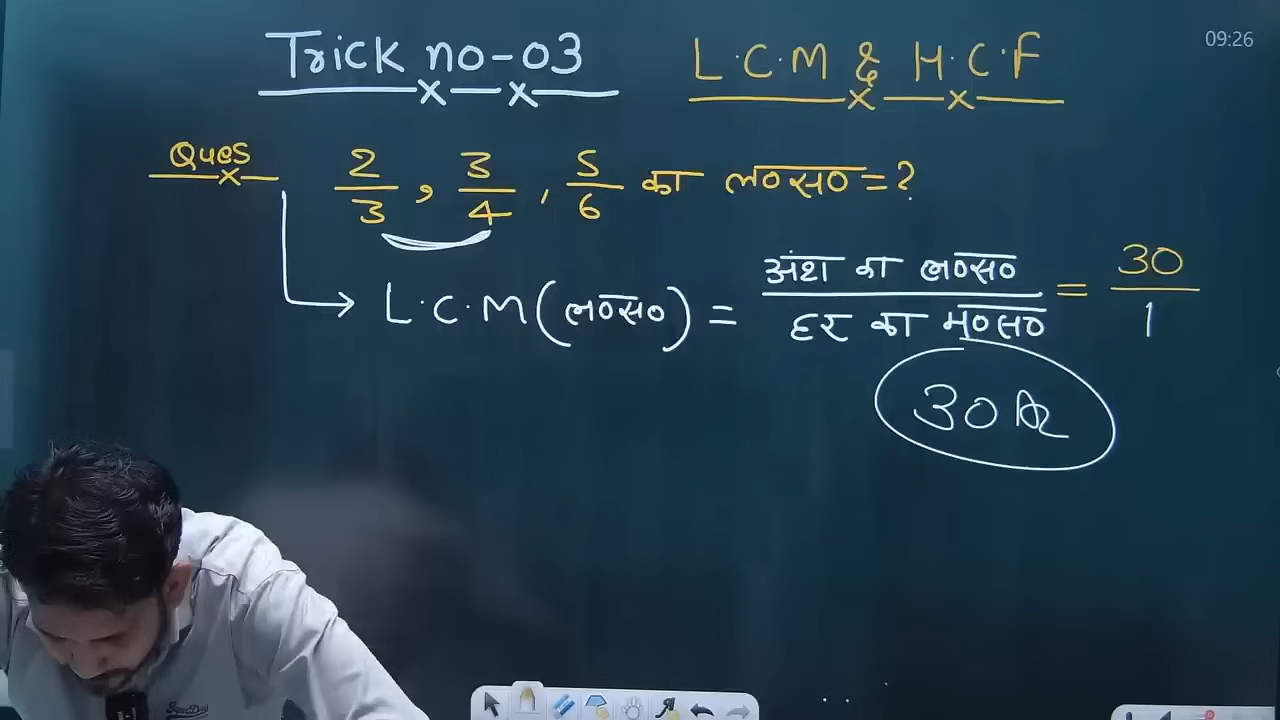 09:26
Trick no-03 L.C.M & H.C.F
Ques 2/3, 3/4, 5/6 का ल०स० = ?
L.C.M (ल०स०) = अंश का ल०स० / हर का म०स० = 30/1
30 A